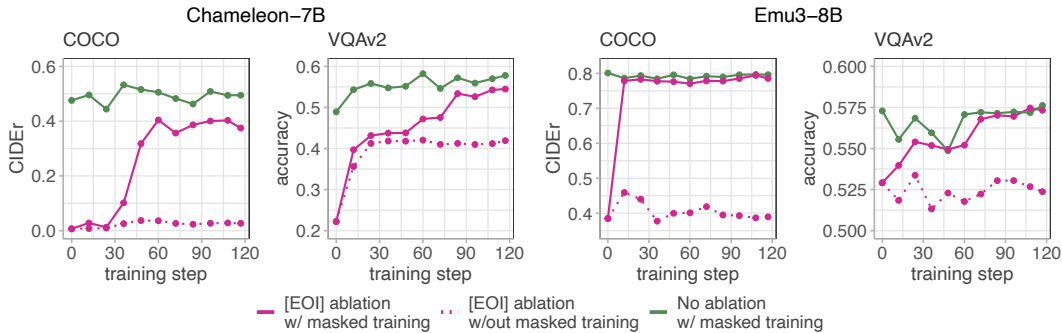 Chameleon-7B
Emu3-8B
COCO
VQAv2
COCO
VQAv2
CIDEr
0.6
0.4
0.2
0.0
0 30 60 90 120
training step
accuracy
0.6
0.5
0.4
0.3
0.2
0 30 60 90 120
training step
CIDEr
0.8
0.7
0.6
0.5
0.4
0 30 60 90 120
training step
accuracy
0.600
0.575
0.550
0.525
0.500
0 30 60 90 120
training step
[EOI] ablation
w/ masked training
[EOI] ablation
w/out masked training
No ablation
w/ masked training